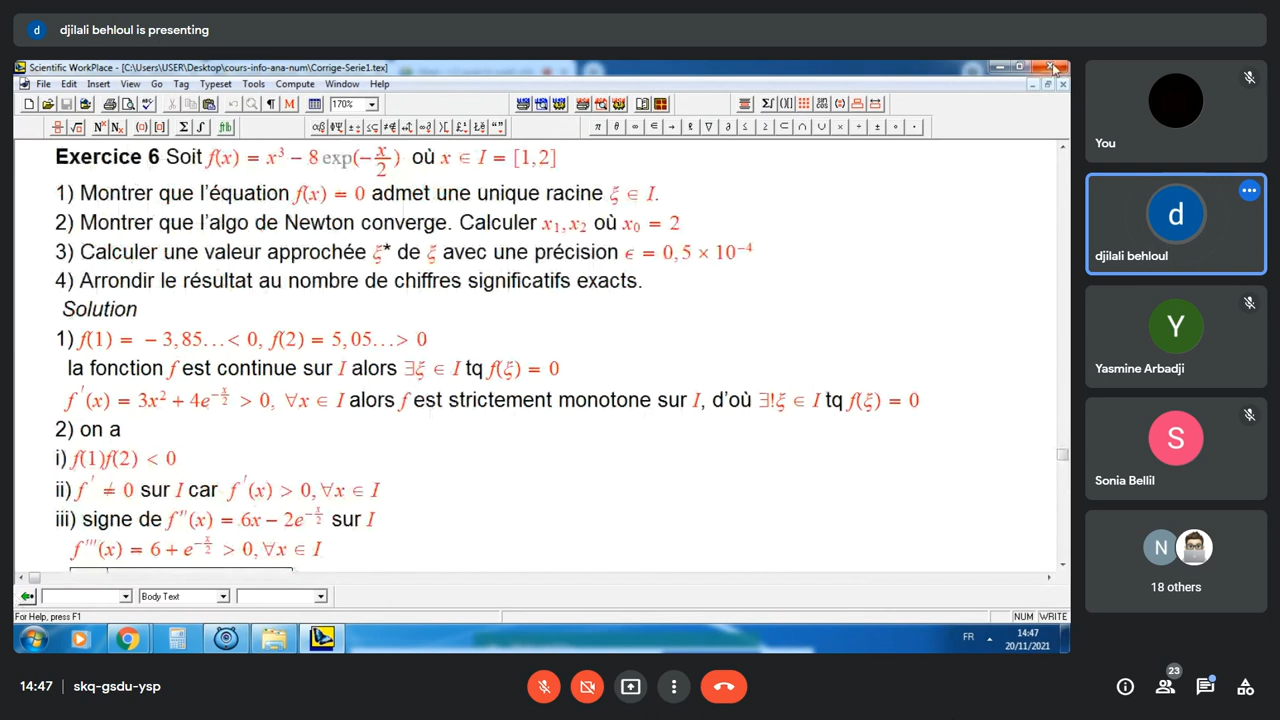 d djilali behloul is presenting
Scientific WorkPlace - [C:\Users\USER\Desktop\cours-info-ana-num\Corrige-Serie1.tex]
File Edit Insert View Go Tag Typeset Tools Compute Window Help
170%
Exercice 6 Soit f(x) = x³ − 8 exp(−x/2) où x ∈ I = [1,2]
1) Montrer que l'équation f(x) = 0 admet une unique racine ξ ∈ I.
2) Montrer que l'algo de Newton converge. Calculer x₁, x₂ où x₀ = 2
3) Calculer une valeur approchée ξ* de ξ avec une précision ϵ = 0,5 × 10⁻⁴
4) Arrondir le résultat au nombre de chiffres significatifs exacts.
Solution
1) f(1) = − 3,85…< 0, f(2) = 5,05…> 0
la fonction f est continue sur I alors ∃ξ ∈ I tq f(ξ) = 0
f′(x) = 3x² + 4e^(−x/2) > 0, ∀x ∈ I alors f est strictement monotone sur I, d'où ∃!ξ ∈ I tq f(ξ) = 0
2) on a
i) f(1)f(2) < 0
ii) f′ ≠ 0 sur I car f′(x) > 0, ∀x ∈ I
iii) signe de f″(x) = 6x − 2e^(−x/2) sur I
f‴(x) = 6 + e^(−x/2) > 0, ∀x ∈ I
Body Text
For Help, press F1
NUM WRITE
FR
14:47
20/11/2021
You
d
djilali behloul
Y
Yasmine Arbadji
S
Sonia Bellil
N
18 others
14:47 | skq-gsdu-ysp
23